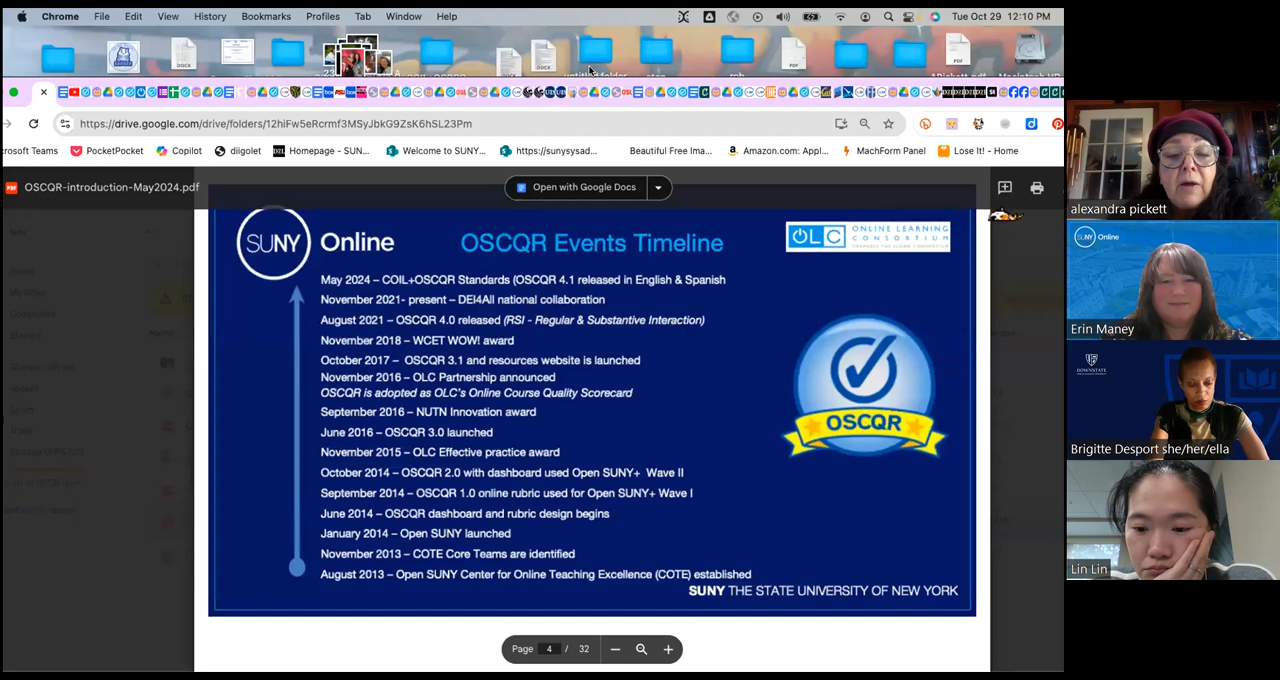 Chrome File Edit View History Bookmarks Profiles Tab Window Help Tue Oct 29 12:10 PM
DOCX DOCX PDF PDF
untitled folder
https://drive.google.com/drive/folders/12hiFw5eRcrmf3MSyJbkG9ZsK6hSL23Pm
crosoft Teams PocketPocket Copilot diigolet Homepage - SUN... Welcome to SUNY... https://sunysysad... Beautiful Free Ima... Amazon.com: Appl... MachForm Panel Lose It! - Home
OSCQR-introduction-May2024.pdf
Open with Google Docs
SUNY Online
OSCQR Events Timeline
OLC ONLINE LEARNING CONSORTIUM
May 2024 – COIL+OSCQR Standards (OSCQR 4.1 released in English & Spanish
November 2021- present – DEI4All national collaboration
August 2021 – OSCQR 4.0 released (RSI - Regular & Substantive Interaction)
November 2018 – WCET WOW! award
October 2017 – OSCQR 3.1 and resources website is launched
November 2016 – OLC Partnership announced
OSCQR is adopted as OLC's Online Course Quality Scorecard
September 2016 – NUTN Innovation award
June 2016 – OSCQR 3.0 launched
November 2015 – OLC Effective practice award
October 2014 – OSCQR 2.0 with dashboard used Open SUNY+ Wave II
September 2014 – OSCQR 1.0 online rubric used for Open SUNY+ Wave I
June 2014 – OSCQR dashboard and rubric design begins
January 2014 – Open SUNY launched
November 2013 – COTE Core Teams are identified
August 2013 – Open SUNY Center for Online Teaching Excellence (COTE) established
OSCQR
SUNY THE STATE UNIVERSITY OF NEW YORK
Page 4 / 32
alexandra pickett
SUNY Online
Erin Maney
DOWNSTATE
Brigitte Desport she/her/ella
Lin Lin